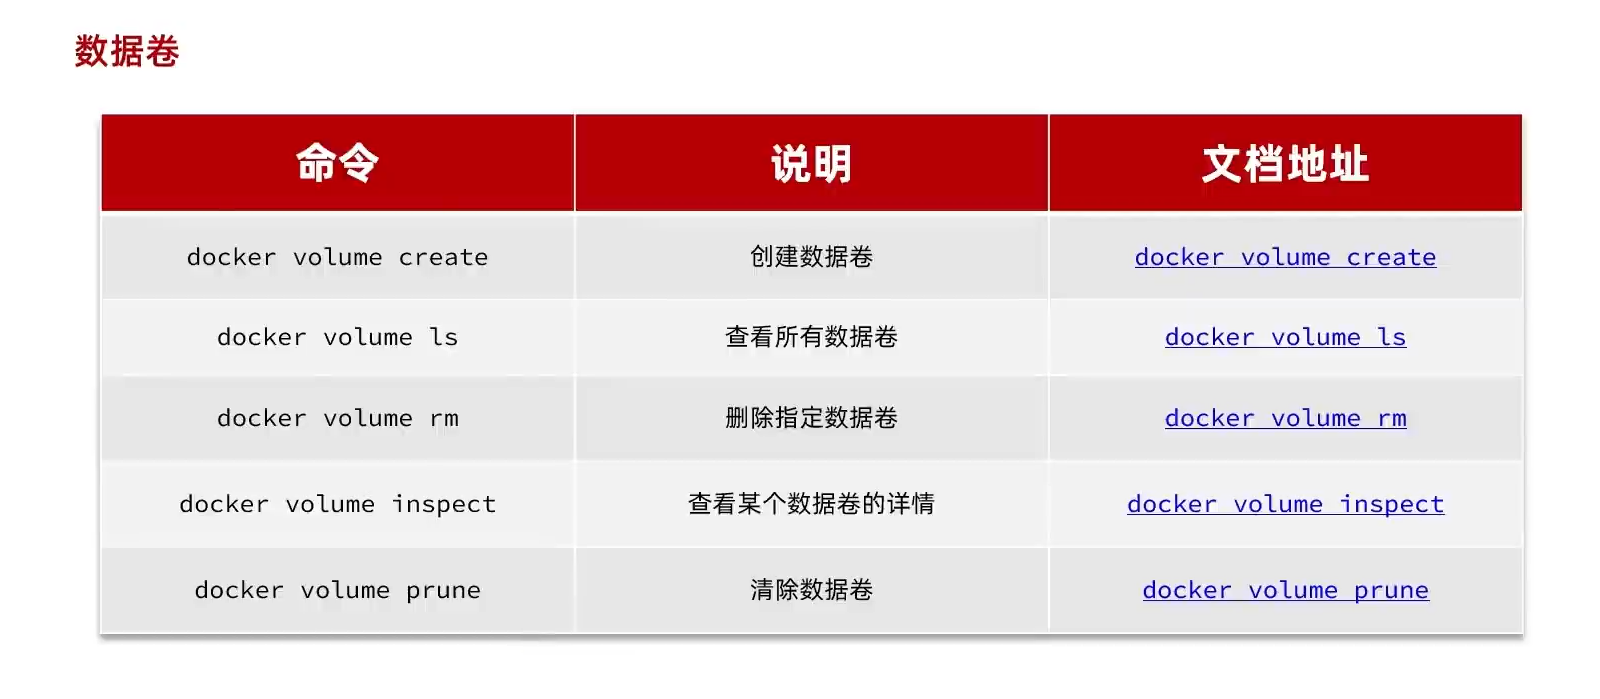 数据卷
命令 说明 文档地址
docker volume create 创建数据卷 docker volume create
docker volume ls 查看所有数据卷 docker volume ls
docker volume rm 删除指定数据卷 docker volume rm
docker volume inspect 查看某个数据卷的详情 docker volume inspect
docker volume prune 清除数据卷 docker volume prune